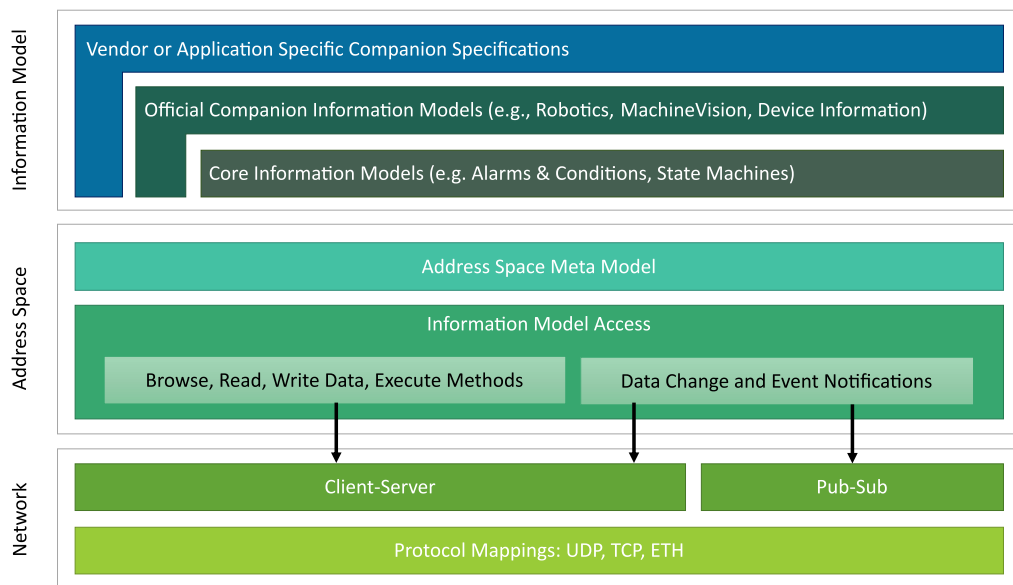 Information Model
Vendor or Application Specific Companion Specifications
Official Companion Information Models (e.g., Robotics, MachineVision, Device Information)
Core Information Models (e.g. Alarms & Conditions, State Machines)
Address Space
Address Space Meta Model
Information Model Access
Browse, Read, Write Data, Execute Methods
Data Change and Event Notifications
Network
Client-Server
Pub-Sub
Protocol Mappings: UDP, TCP, ETH